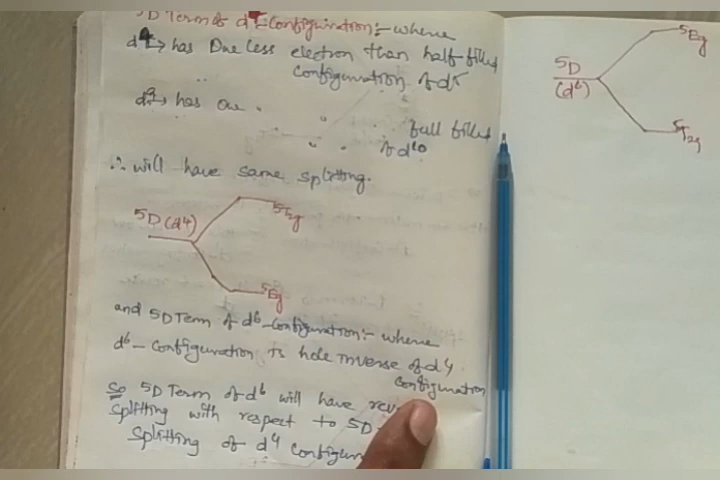 5D Term of d4-Configuration:- where
d4→ has One less electron than half-filled
Configuration of d5
d9→ has one " " " full filled
of d10
∴ will have same splitting.
5D (d4)
5T2g
5Eg
and 5D Term of d6-Configuration:- where
d6-Configuration is hole inverse of d4
Configuration
So 5D Term of d6 will have
Splitting with respect to 5D
Splitting of d4
5D
(d6)
5Eg
5T2g